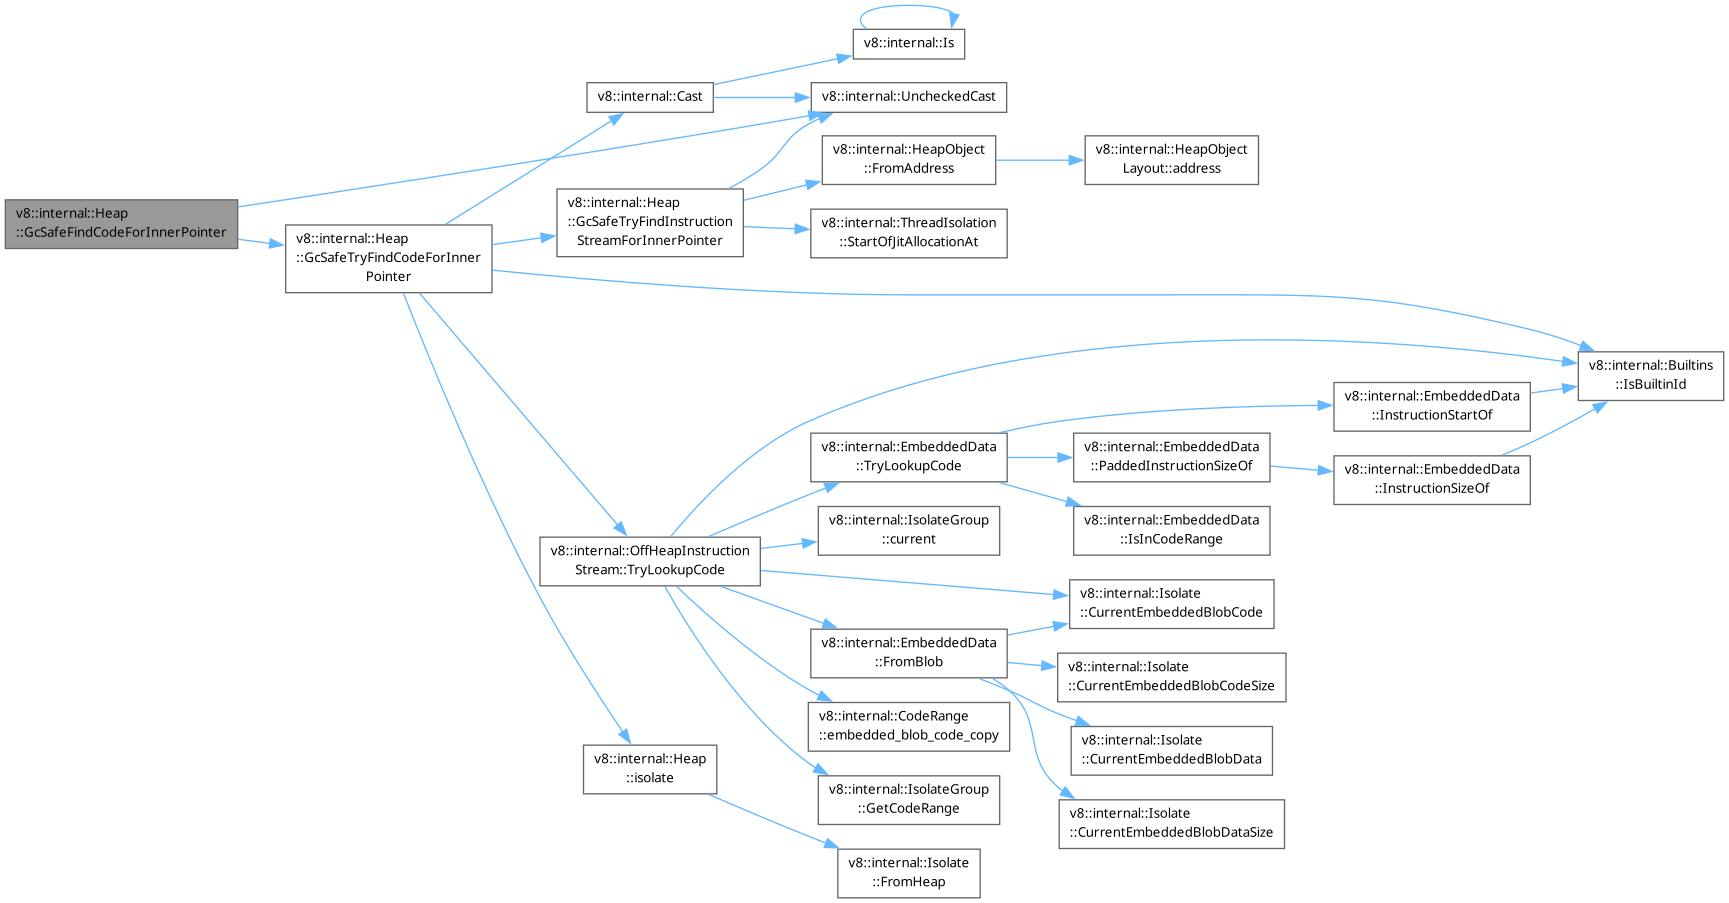 v8::internal::Is
v8::internal::Cast
v8::internal::UncheckedCast
v8::internal::HeapObject
::FromAddress
v8::internal::HeapObject
Layout::address
v8::internal::Heap
::GcSafeFindCodeForInnerPointer
v8::internal::Heap
::GcSafeTryFindInstruction
StreamForInnerPointer
v8::internal::ThreadIsolation
::StartOfJitAllocationAt
v8::internal::Heap
::GcSafeTryFindCodeForInner
Pointer
v8::internal::Builtins
::IsBuiltinId
v8::internal::EmbeddedData
::InstructionStartOf
v8::internal::EmbeddedData
::TryLookupCode
v8::internal::EmbeddedData
::PaddedInstructionSizeOf
v8::internal::EmbeddedData
::InstructionSizeOf
v8::internal::IsolateGroup
::current
v8::internal::EmbeddedData
::IsInCodeRange
v8::internal::OffHeapInstruction
Stream::TryLookupCode
v8::internal::Isolate
::CurrentEmbeddedBlobCode
v8::internal::EmbeddedData
::FromBlob
v8::internal::Isolate
::CurrentEmbeddedBlobCodeSize
v8::internal::CodeRange
::embedded_blob_code_copy
v8::internal::Isolate
::CurrentEmbeddedBlobData
v8::internal::Heap
::isolate
v8::internal::IsolateGroup
::GetCodeRange
v8::internal::Isolate
::CurrentEmbeddedBlobDataSize
v8::internal::Isolate
::FromHeap